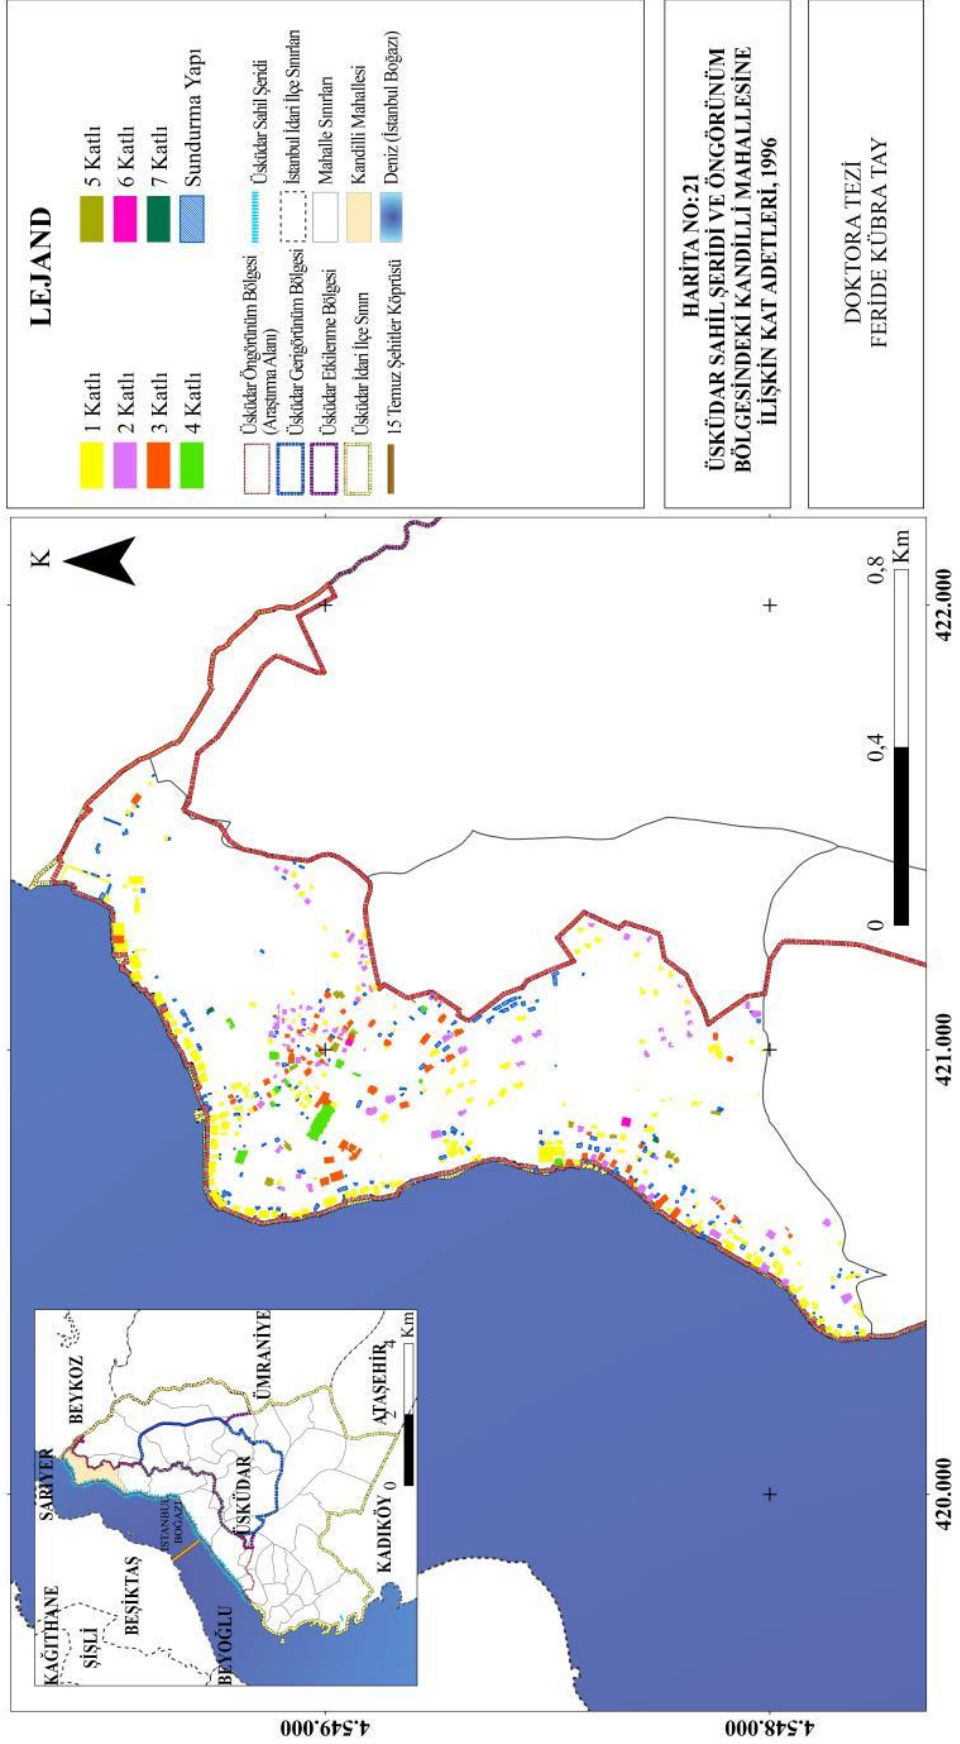 KAĞITHANE
SARIYER
ŞİŞLİ
BEYKOZ
BEŞİKTAŞ
İSTANBUL
BOĞAZI
BEYOĞLU
ÜSKÜDAR
ÜMRANİYE
KADIKÖY
ATAŞEHİR
0
2
4
Km
K
4.549.000
4.548.000
420.000
421.000
422.000
0
0,4
0,8
Km
LEJAND
1 Katlı
2 Katlı
3 Katlı
4 Katlı
5 Katlı
6 Katlı
7 Katlı
Sundurma Yapı
Üsküdar Öngörünüm Bölgesi
(Araştırma Alanı)
Üsküdar Gerigörünüm Bölgesi
Üsküdar Etkilenme Bölgesi
Üsküdar İdari İlçe Sınırı
15 Temuz Şehitler Köprüsü
Üsküdar Sahil Şeridi
İstanbul İdari İlçe Sınırları
Mahalle Sınırları
Kandilli Mahallesi
Deniz (İstanbul Boğazı)
HARİTA NO:21
ÜSKÜDAR SAHİL ŞERİDİ VE ÖNGÖRÜNÜM
BÖLGESİNDEKİ KANDİLLİ MAHALLESİNE
İLİŞKİN KAT ADETLERİ, 1996
DOKTORA TEZİ
FERİDE KÜBRA TAY